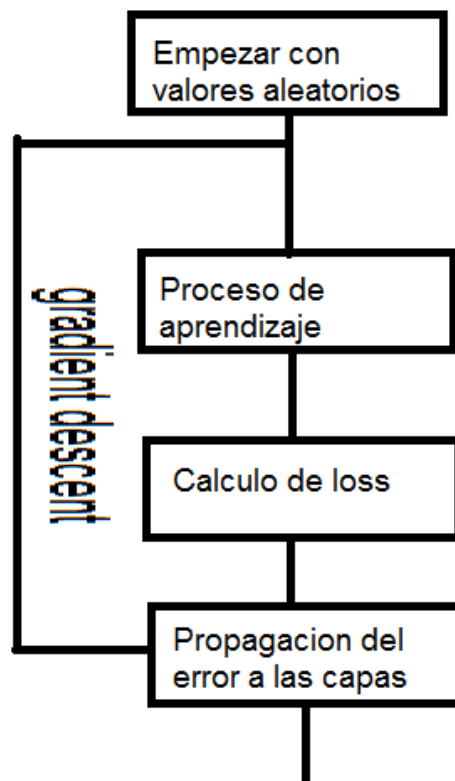 Empezar con
valores aleatorios
gradient descent
Proceso de
aprendizaje
Calculo de loss
Propagacion del
error a las capas